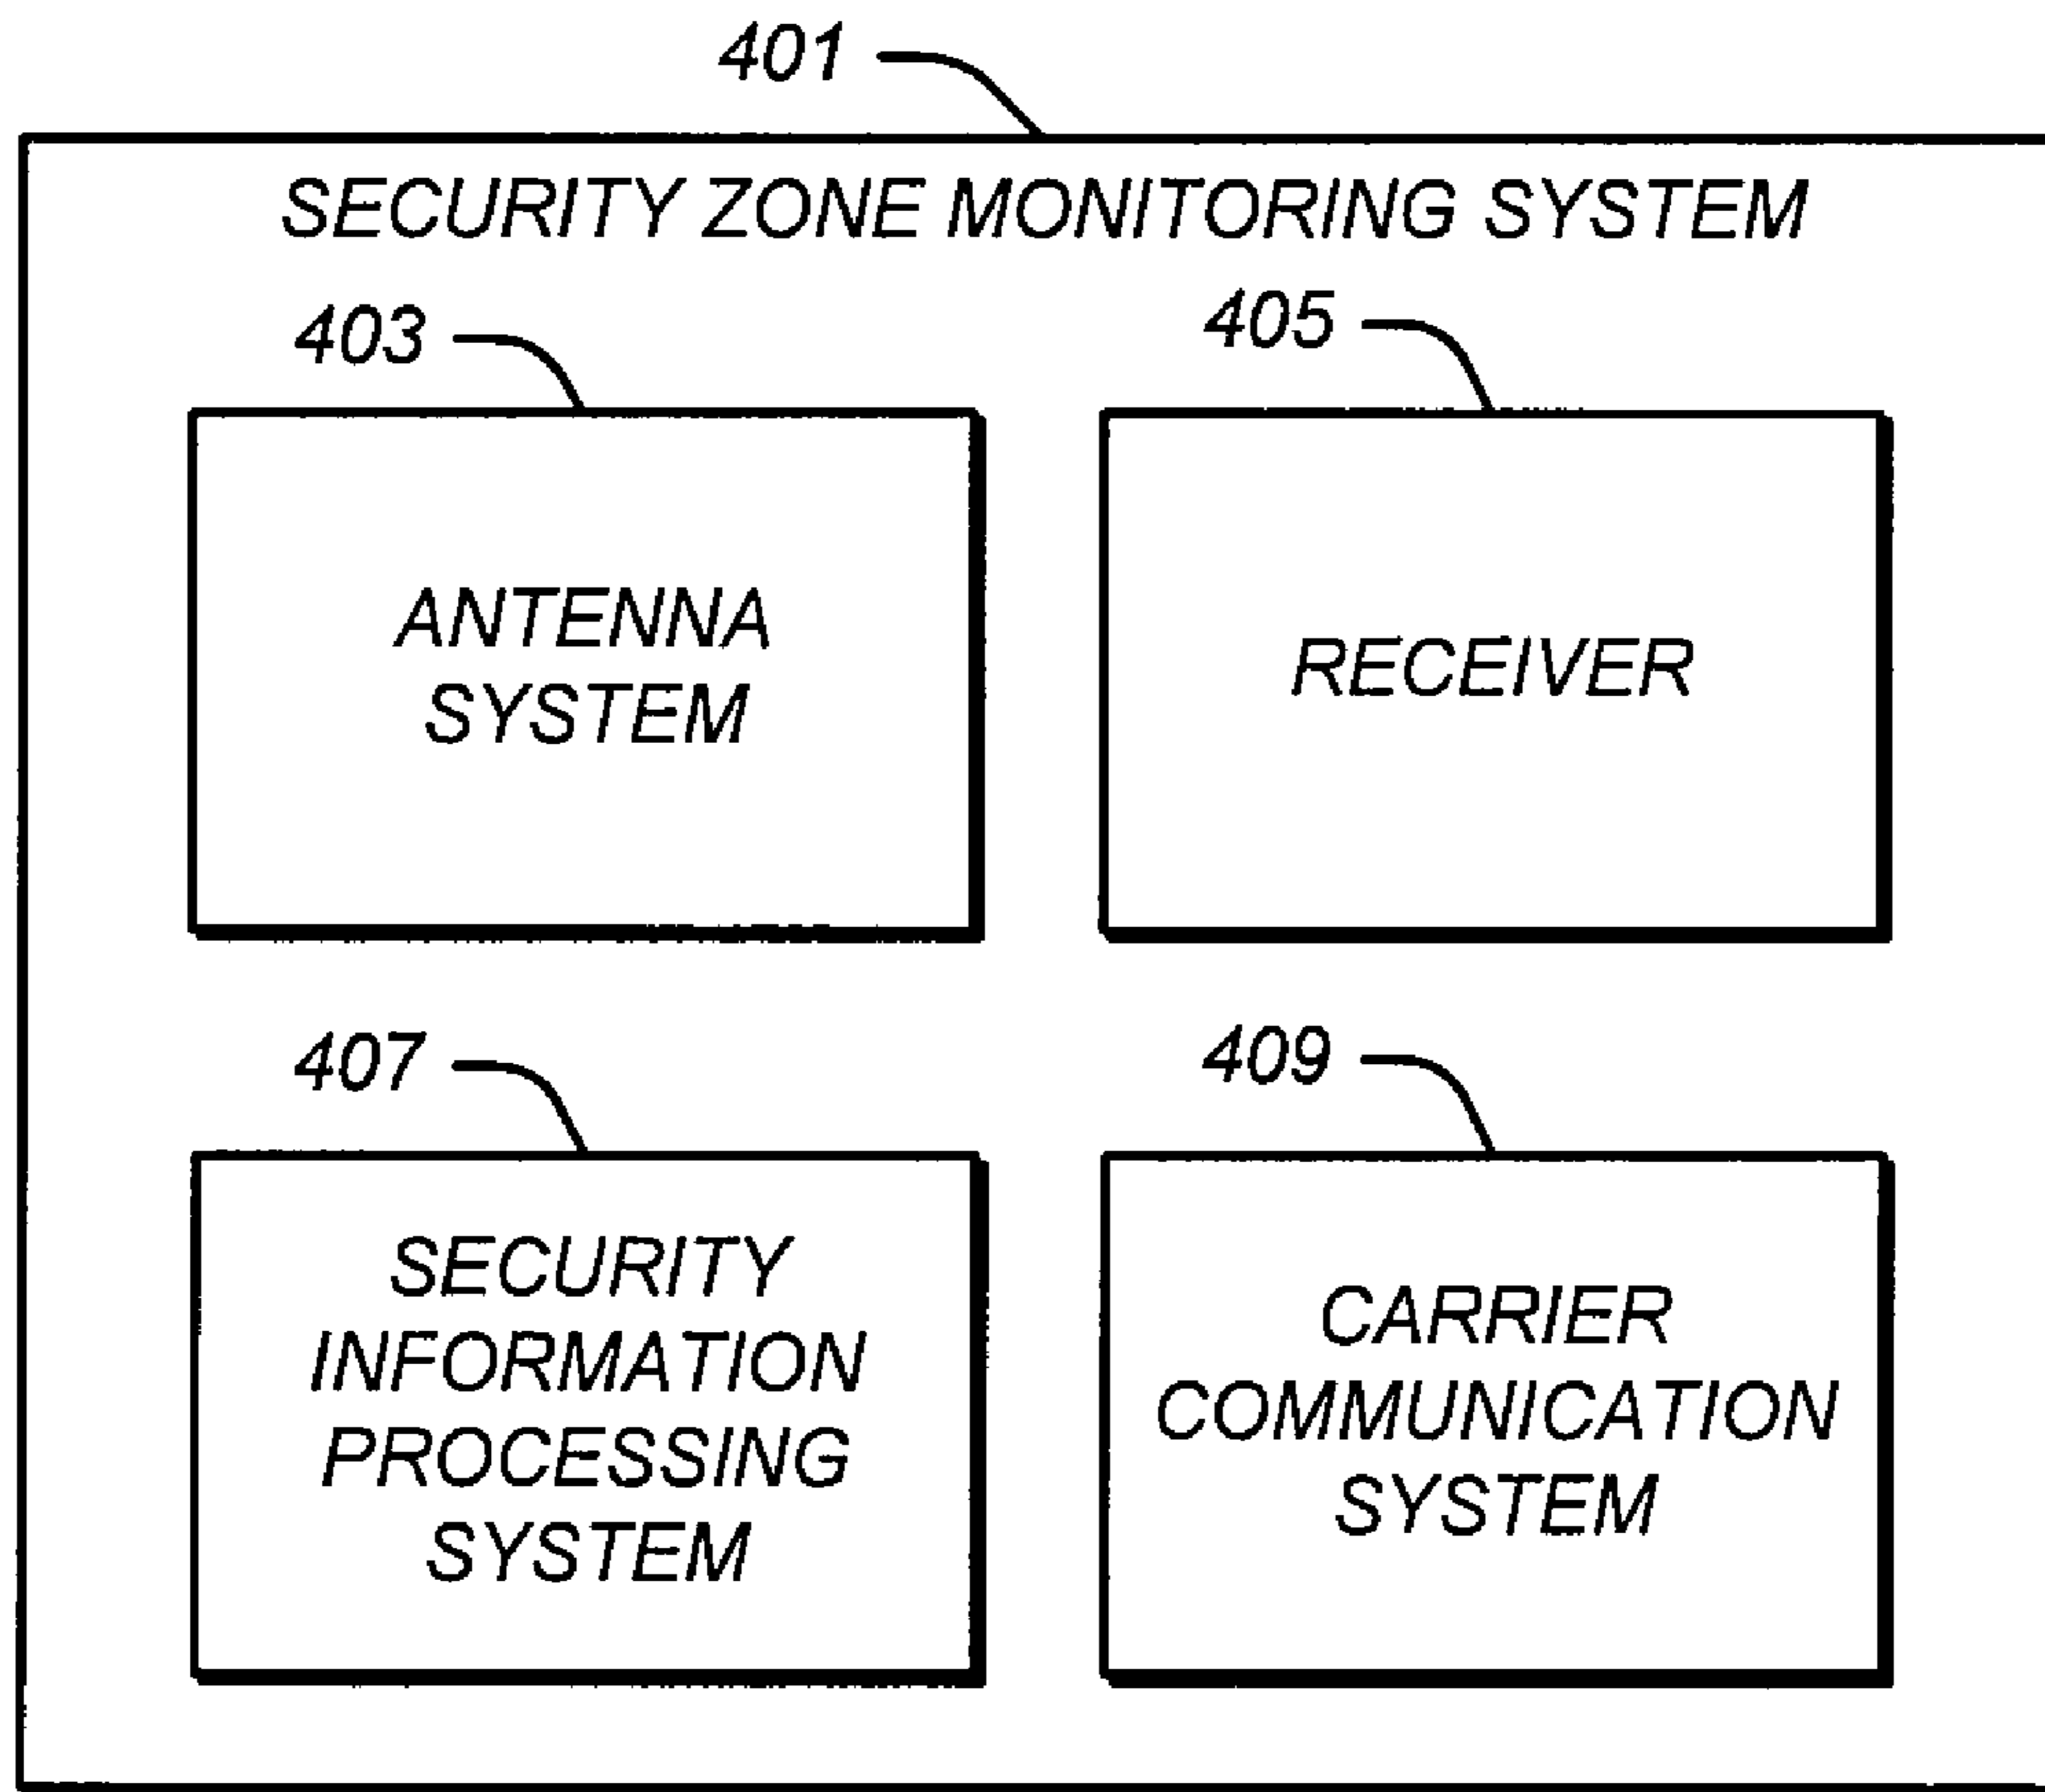 401
SECURITY ZONE MONITORING SYSTEM
403
405
ANTENNA
SYSTEM
RECEIVER
407
409
SECURITY
INFORMATION
PROCESSING
SYSTEM
CARRIER
COMMUNICATION
SYSTEM